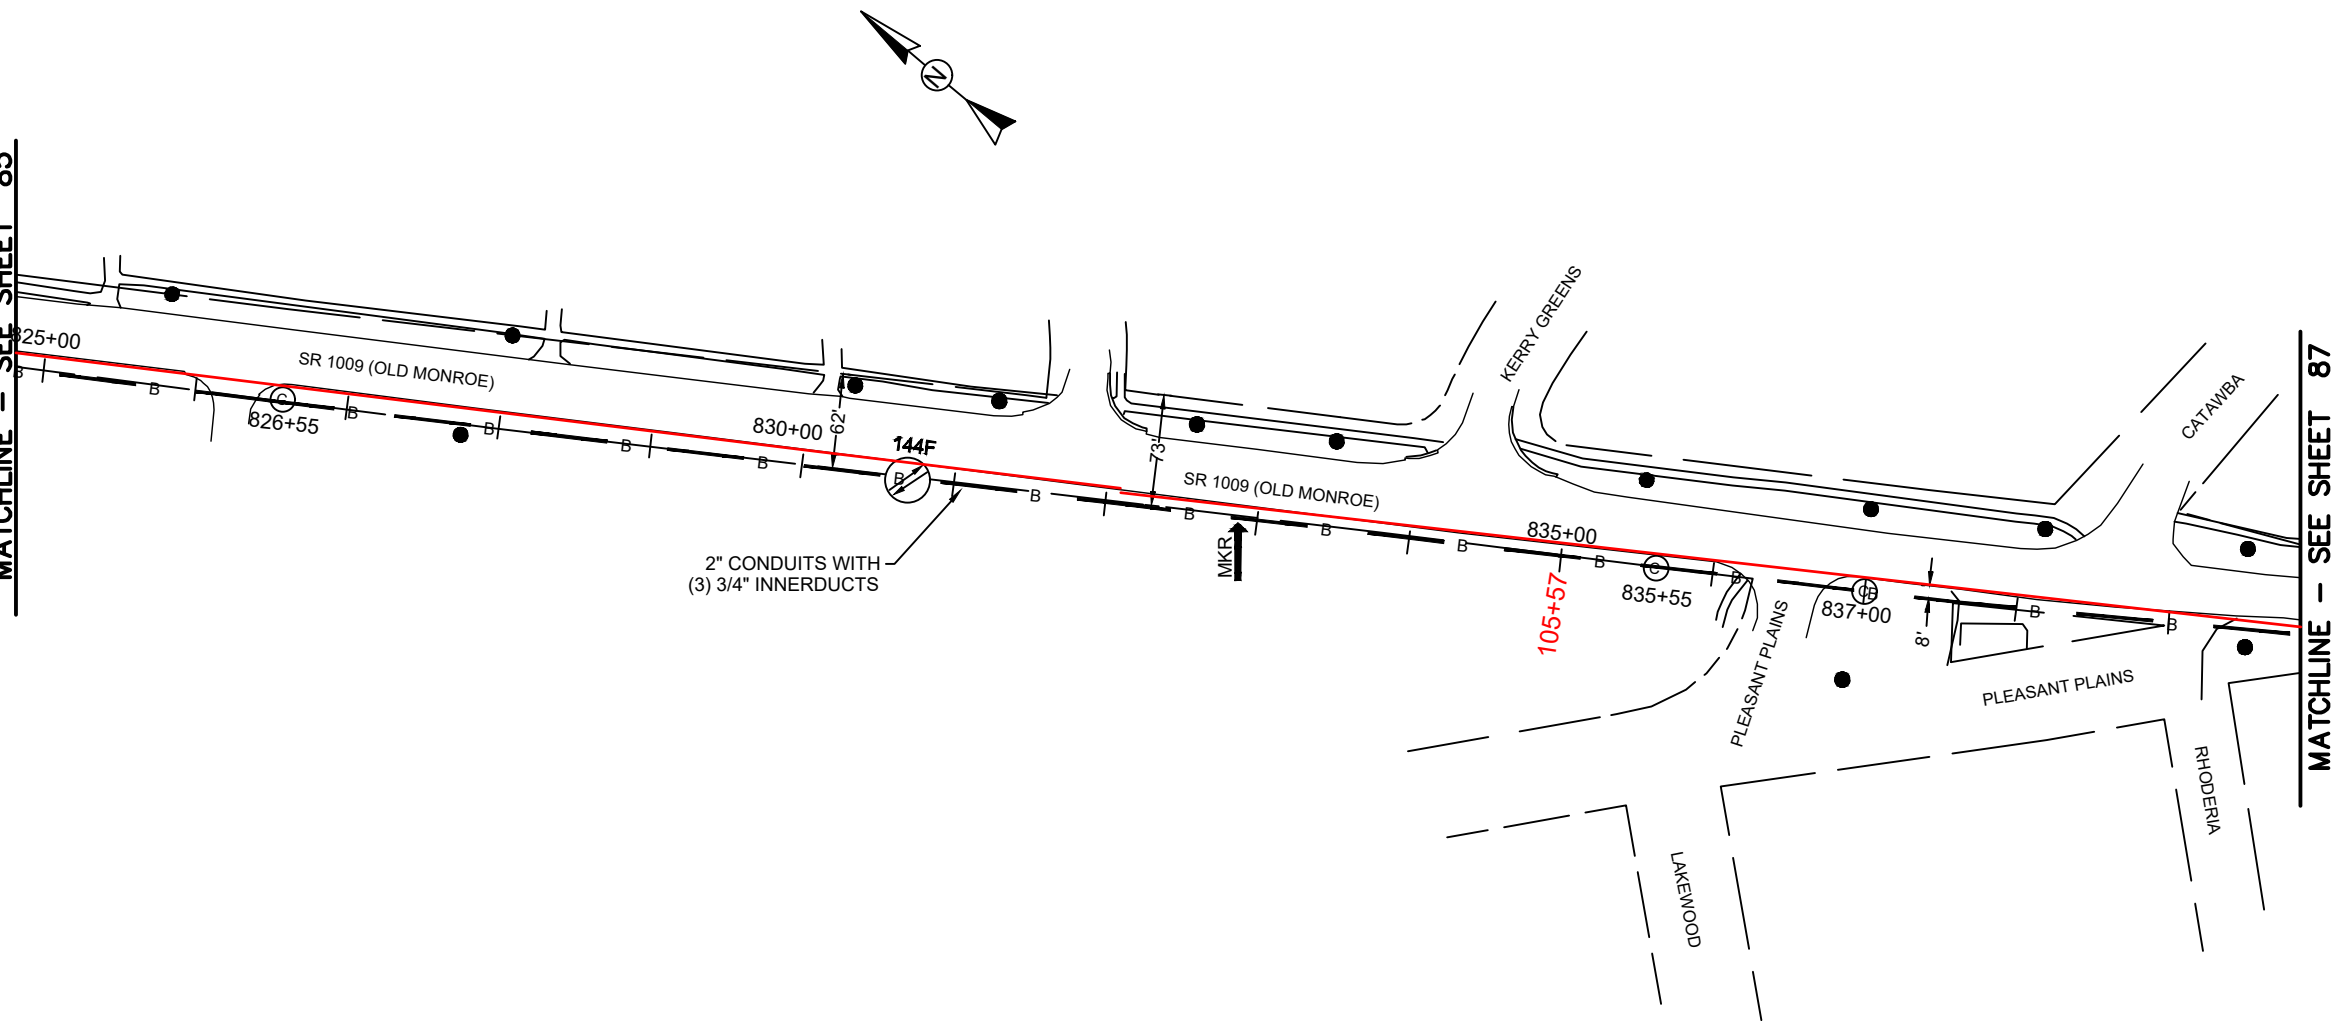 N
MATCHLINE - SEE SHEET 85
825+00
SR 1009 (OLD MONROE)
B
B
C
826+55
B
B
B
B
830+00
62'
144F
B
B
2" CONDUITS WITH
(3) 3/4" INNERDUCTS
73'
SR 1009 (OLD MONROE)
B
MKR
B
B
KERRY GREENS
835+00
105+57
B
C
835+55
B
PLEASANT PLAINS
C
B
837+00
8'
B
PLEASANT PLAINS
B
CATAWBA
RHODERIA
LAKEWOOD
MATCHLINE - SEE SHEET 87